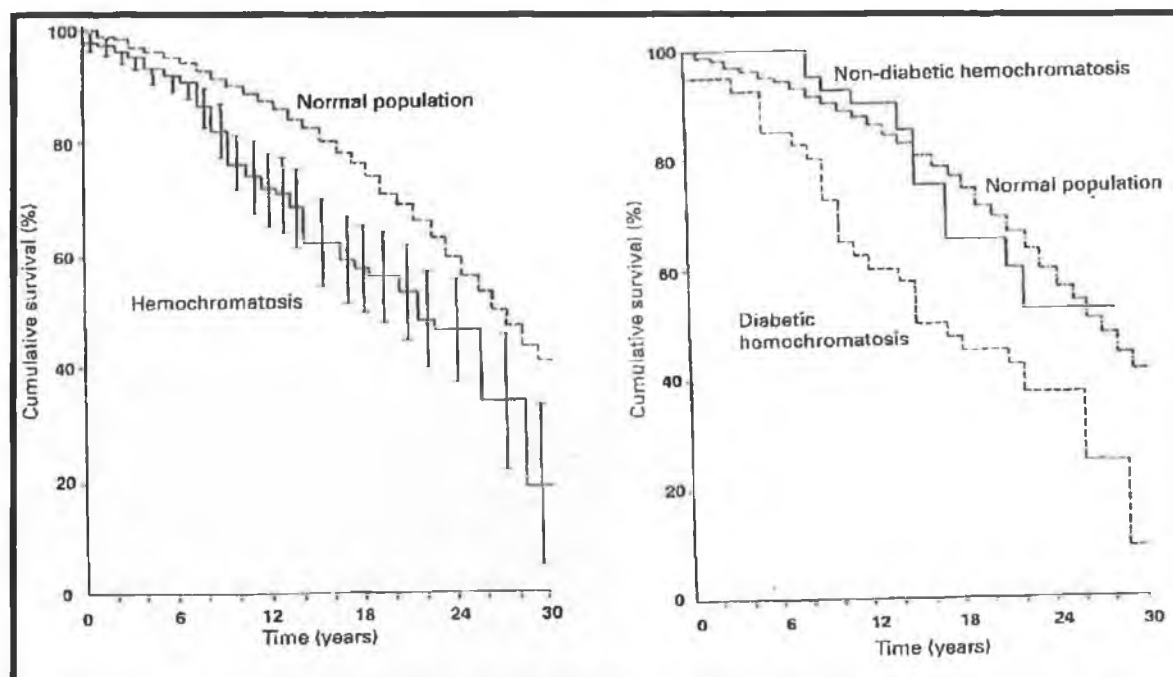 100
80
60
40
20
0
Cumulative survival (%)
Normal population
Hemochromatosis
0 6 12 18 24 30
Time (years)
100
80
60
40
20
0
Cumulative survival (%)
Non-diabetic hemochromatosis
Normal population
Diabetic
homochromatosis
0 6 12 18 24 30
Time (years)